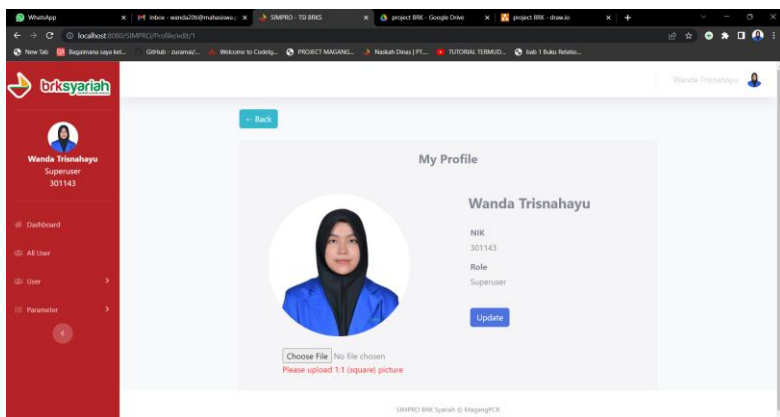 WhatsApp
Inbox - wanda20ti@mahasiswa.p
SIMPRO - TSI BRKS
project BRK - Google Drive
project BRK - draw.io
localhost:8080/SIMPRO/Profile/edit/1
New Tab
Bagaimana saya ket...
GitHub - zuramai/...
Welcome to CodeIg...
PROJECT MAGANG...
Naskah Dinas | PT....
TUTORIAL TERMUD...
bab 1 Buku Relatio...
brksyariah
Wanda Trisnahayu
← Back
Wanda Trisnahayu
Superuser
301143
Dashboard
All User
User
Parameter
My Profile
Wanda Trisnahayu
NIK
301143
Role
Superuser
Update
Choose File No file chosen
Please upload 1:1 (square) picture
SIMPRO BRK Syariah © MagangPCR